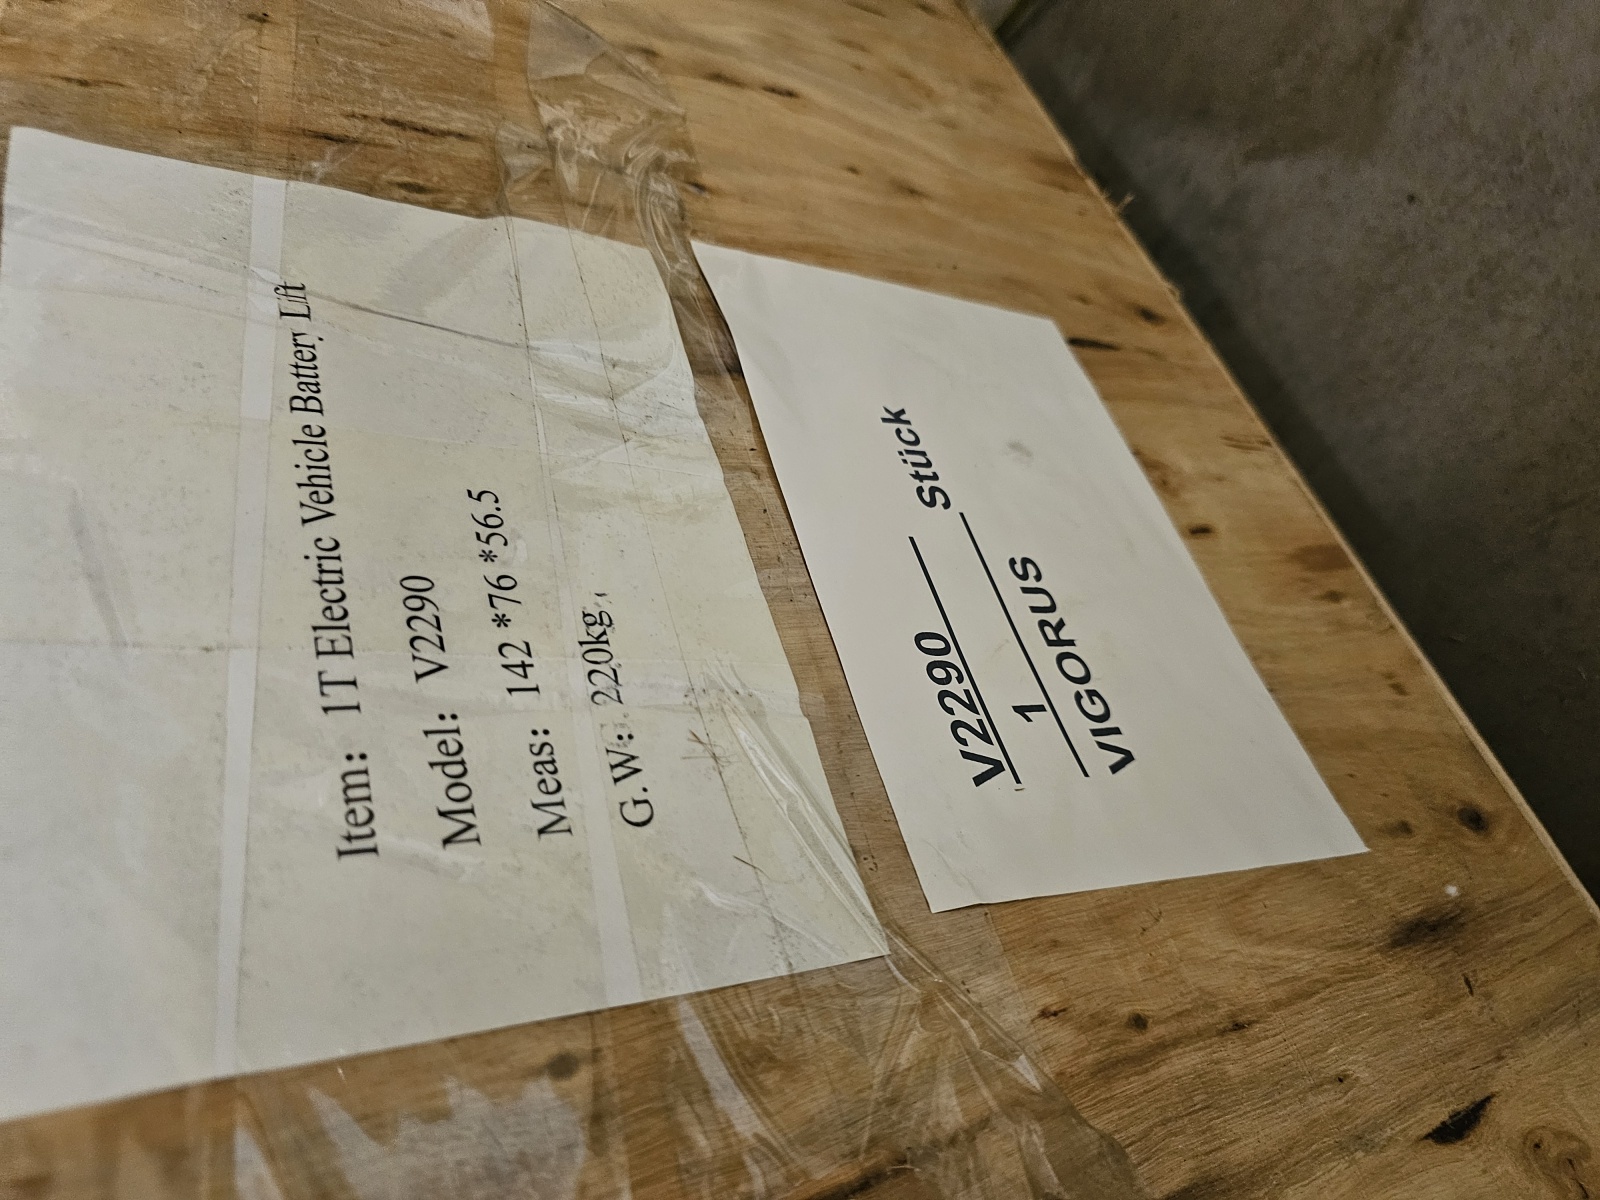 Item: 1T Electric Vehicle Battery Lift
Model: V2290
Meas: 142*76*56.5
G.W: 220kg
V2290
1 Stück
VIGORUS